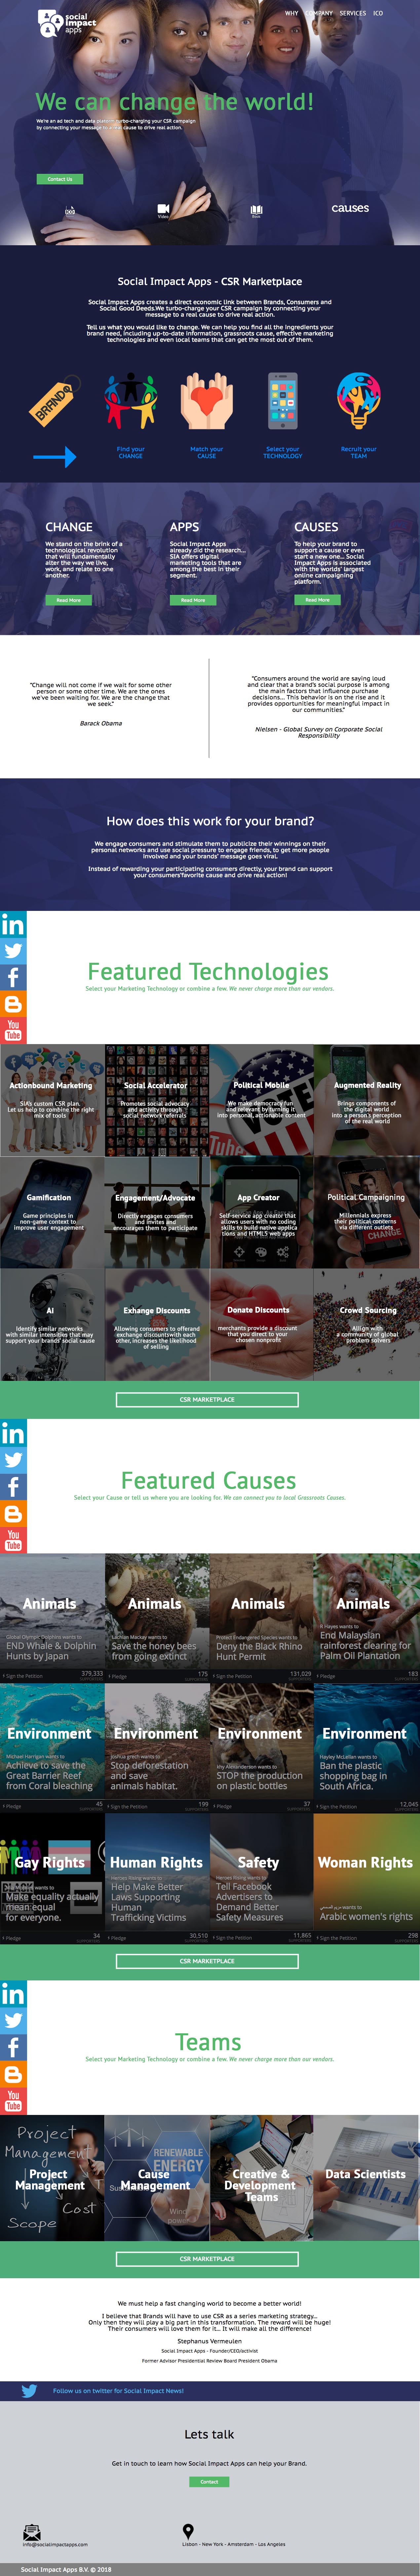 social
impact
apps
WHY COMPANY SERVICES ICO
We can change the world!
We're an ad tech and data platform turbo-charging your CSR campaign
by connecting your message to a real cause to drive real action.
Contact Us
Video
Book
causes
Social Impact Apps - CSR Marketplace
Social Impact Apps creates a direct economic link between Brands, Consumers and
Social Good Deeds.We turbo-charge your CSR campaign by connecting your
message to a real cause to drive real action.
Tell us what you would like to change. We can help you find all the ingredients your
brand need, including up-to-date information, grassroots cause, effective marketing
technologies and even local teams that can get the most out of them.
BRANDS
Find your
CHANGE
Match your
CAUSE
Select your
TECHNOLOGY
Recruit your
TEAM
CHANGE
We stand on the brink of a
technological revolution
that will fundamentally
alter the way we live,
work, and relate to one
another.
Read More
APPS
Social Impact Apps
already did the research...
SIA offers digital
marketing tools that are
among the best in their
segment.
Read More
CAUSES
To help your brand to
support a cause or even
start a new one... Social
Impact Apps is associated
with the worlds' largest
online campaigning
platform.
Read More
"Change will not come if we wait for some other
person or some other time. We are the ones
we've been waiting for. We are the change that
we seek."
Barack Obama
"Consumers around the world are saying loud
and clear that a brand's social purpose is among
the main factors that influence purchase
decisions... This behavior is on the rise and it
provides opportunities for meaningful impact in
our communities."
Nielsen - Global Survey on Corporate Social
Responsibility
How does this work for your brand?
We engage consumers and stimulate them to publicize their winnings on their
personal networks and use social pressure to engage friends, to get more people
involved and your brands' message goes viral.
Instead of rewarding your participating consumers directly, your brand can support
your consumers'favorite cause and drive real action!
in
f
You
Tube
Featured Technologies
Select your Marketing Technology or combine a few. We never charge more than our vendors.
Actionbound Marketing
SIA's custom CSR plan.
Let us help to combine the right
mix of tools
Social Accelerator
Promotes social advocacy
and activity through
social network referrals
Political Mobile
We make democracy fun
and relevant by turning it
into personal, actionable content
VOTE
Tube
Augmented Reality
Brings components of
the digital world
into a person's perception
of the real world
Gamification
Game principles in
non-game context to
improve user engagement
Engagement/Advocate
Directly engages consumers
and invites and
encourages them to participate
App Creator
Self-service app creator that
allows users with no coding
skills to build native applica
tions and HTML5 web apps
Political Campaigning
Millennials express
their political concerns
via different outlets
CHANGE
AI
Identify similar networks
with similar intensities that may
support your brands' social cause
Exhange Discounts
Allowing consumers to offerand
exchange discountswith each
other, increases the likelihood
of selling
Donate Discounts
merchants provide a discount
that you direct to your
chosen nonprofit
Crowd Sourcing
Allign with
a community of global
problem solvers
CSR MARKETPLACE
in
f
You
Tube
Featured Causes
Select your Cause or tell us where you are looking for. We can connect you to local Grassroots Causes.
Animals
Global Olympic Dolphins wants to
END Whale & Dolphin
Hunts by Japan
Sign the Petition
379,333
SUPPORTERS
Animals
Lachlan Mackay wants to
Save the honey bees
from going extinct
Pledge
175
SUPPORTERS
Animals
Protect Endangered Species wants to
Deny the Black Rhino
Hunt Permit
Sign the Petition
131,029
SUPPORTERS
Animals
R Hayes wants to
End Malaysian
rainforest clearing for
Palm Oil Plantation
Pledge
183
SUPPORTERS
Environment
Michael Harrigan wants to
Achieve to save the
Great Barrier Reef
from Coral bleaching
Pledge
45
SUPPORTERS
Environment
joshua grech wants to
Stop deforestation
and save
animals habitat.
Sign the Petition
199
SUPPORTERS
Environment
Alexanderson wants to
STOP the production
on plastic bottles
Pledge
37
SUPPORTERS
Environment
Hayley McLellan wants to
Ban the plastic
shopping bag in
South Africa.
Sign the Petition
12,045
SUPPORTERS
Gay Rights
wants to
Make equality actually
mean equal
for everyone.
Pledge
34
SUPPORTERS
Human Rights
Heroes Rising wants to
Help Make Better
Laws Supporting
Human
Trafficking Victims
Pledge
30,510
SUPPORTERS
Safety
Heroes Rising wants to
Tell Facebook
Advertisers to
Demand Better
Safety Measures
Sign the Petition
11,865
SUPPORTERS
Woman Rights
wants to
Arabic women's rights
Sign the Petition
298
SUPPORTERS
CSR MARKETPLACE
in
f
You
Tube
Teams
Select your Marketing Technology or combine a few. We never charge more than our vendors.
Project
Management
Cost
Scope
Project
Management
RENEWABLE
ENERGY
Wind
power
Cause
Management
Creative &
Development
Teams
Data Scientists
CSR MARKETPLACE
We must help a fast changing world to become a better world!
I believe that Brands will have to use CSR as a series marketing strategy...
Only then they will play a big part in this transformation. The reward will be huge!
Their consumers will love them for it... It will make all the difference!
Stephanus Vermeulen
Social Impact Apps - Founder/CEO/activist
Former Advisor Presidential Review Board President Obama
Follow us on twitter for Social Impact News!
Lets talk
Get in touch to learn how Social Impact Apps can help your Brand.
Contact
info@socialimpactapps.com
Lisbon - New York - Amsterdam - Los Angeles
Social Impact Apps B.V. © 2018